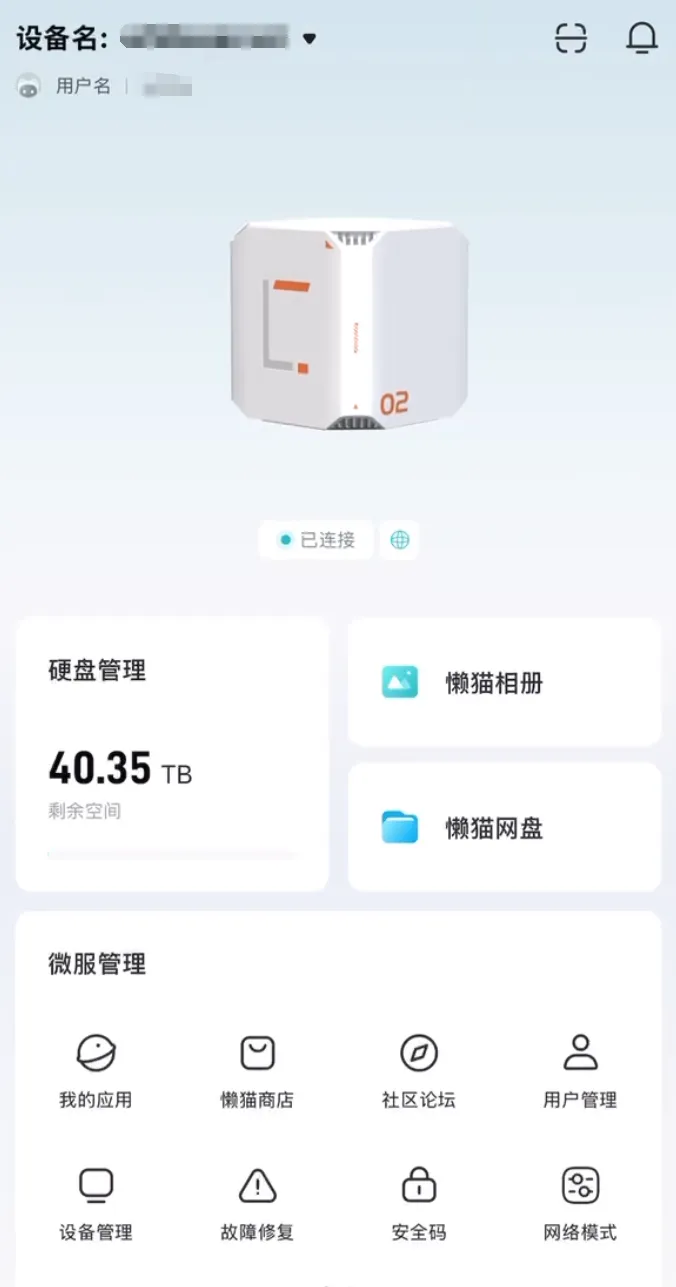 设备名:
用户名
02
已连接
硬盘管理
40.35 TB
剩余空间
懒猫相册
懒猫网盘
微服管理
我的应用 懒猫商店 社区论坛 用户管理
设备管理 故障修复 安全码 网络模式